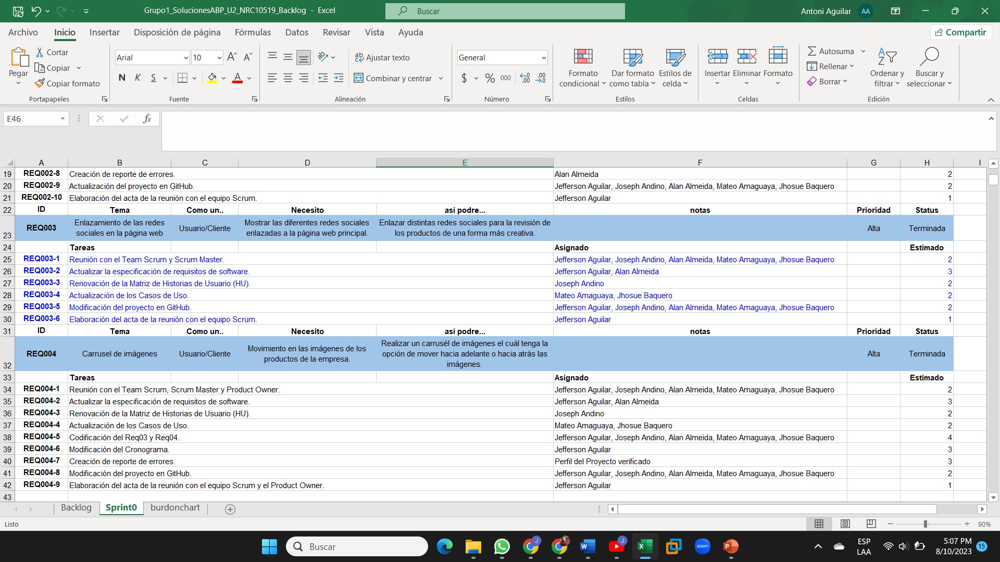 Grupo1_SolucionesABP_U2_NRC10519_Backlog - Excel
Buscar
Antoni Aguilar AA
Archivo Inicio Insertar Disposición de página Fórmulas Datos Revisar Vista Ayuda
Compartir
Pegar
Cortar
Copiar
Copiar formato
Portapapeles
Arial 10
N K S
Fuente
Ajustar texto
Combinar y centrar
Alineación
General
$ % 000
Número
Formato condicional
Dar formato como tabla
Estilos de celda
Estilos
Insertar Eliminar Formato
Celdas
Autosuma
Rellenar
Borrar
Ordenar y filtrar
Buscar y seleccionar
Edición
E46
fx
A B C D E F G H I
19 REQ002-8 Creación de reporte de errores. Alan Almeida 2
20 REQ002-9 Actualización del proyecto en GitHub. Jefferson Aguilar, Joseph Andino, Alan Almeida, Mateo Amaguaya, Jhosue Baquero 2
21 REQ002-10 Elaboración del acta de la reunión con el equipo Scrum. Jefferson Aguilar 1
22 ID Tema Como un.. Necesito así podre... notas Prioridad Status
23 REQ003 Enlazamiento de las redes sociales en la página web Usuario/Cliente Mostrar las diferentes redes sociales enlazadas a la página web principal. Enlazar distintas redes sociales para la revisión de los productos de una forma más creativa. Alta Terminada
24 Tareas Asignado Estimado
25 REQ003-1 Reunión con el Team Scrum y Scrum Master. Jefferson Aguilar, Joseph Andino, Alan Almeida, Mateo Amaguaya, Jhosue Baquero 2
26 REQ003-2 Actualizar la especificación de requisitos de software. Jefferson Aguilar, Alan Almeida 3
27 REQ003-3 Renovación de la Matriz de Historias de Usuario (HU). Joseph Andino 2
28 REQ003-4 Actualización de los Casos de Uso. Mateo Amaguaya, Jhosue Baquero 2
29 REQ003-5 Modificación del proyecto en GitHub. Jefferson Aguilar, Joseph Andino, Alan Almeida, Mateo Amaguaya, Jhosue Baquero 2
30 REQ003-6 Elaboración del acta de la reunión con el equipo Scrum. Jefferson Aguilar 1
31 ID Tema Como un.. Necesito así podre... notas Prioridad Status
32 REQ004 Carrusel de imágenes Usuario/Cliente Movimiento en las imágenes de los productos de la empresa. Realizar un carrusél de imágenes el cuál tenga la opción de mover hacia adelante o hacia atrás las imágenes. Alta Terminada
33 Tareas Asignado Estimado
34 REQ004-1 Reunión con el Team Scrum, Scrum Master y Product Owner. Jefferson Aguilar, Joseph Andino, Alan Almeida, Mateo Amaguaya, Jhosue Baquero 2
35 REQ004-2 Actualizar la especificación de requisitos de software. Jefferson Aguilar, Alan Almeida 3
36 REQ004-3 Renovación de la Matriz de Historias de Usuario (HU). Joseph Andino 2
37 REQ004-4 Actualización de los Casos de Uso. Mateo Amaguaya, Jhosue Baquero 2
38 REQ004-5 Codificación del Req03 y Req04. Jefferson Aguilar, Joseph Andino, Alan Almeida, Mateo Amaguaya, Jhosue Baquero 4
39 REQ004-6 Modificación del Cronograma. Jefferson Aguilar 3
40 REQ004-7 Creación de reporte de errores. Perfil del Proyecto verificado 3
41 REQ004-8 Modificación del proyecto en GitHub. Jefferson Aguilar, Joseph Andino, Alan Almeida, Mateo Amaguaya, Jhosue Baquero 2
42 REQ004-9 Elaboración del acta de la reunión con el equipo Scrum y el Product Owner. Jefferson Aguilar 1
43
Backlog Sprint0 burdonchart
Listo
90%
Buscar
zoom
ESP
LAA
5:07 PM
8/10/2023
15